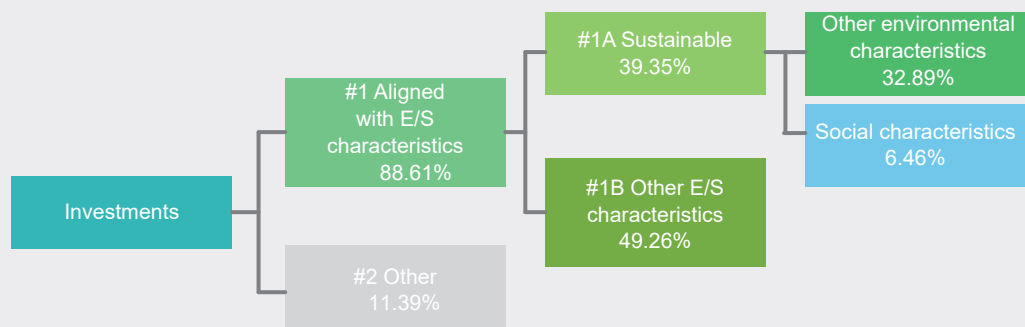 Investments
#1 Aligned
with E/S
characteristics
88.61%
#2 Other
11.39%
#1A Sustainable
39.35%
#1B Other E/S
characteristics
49.26%
Other environmental
characteristics
32.89%
Social characteristics
6.46%